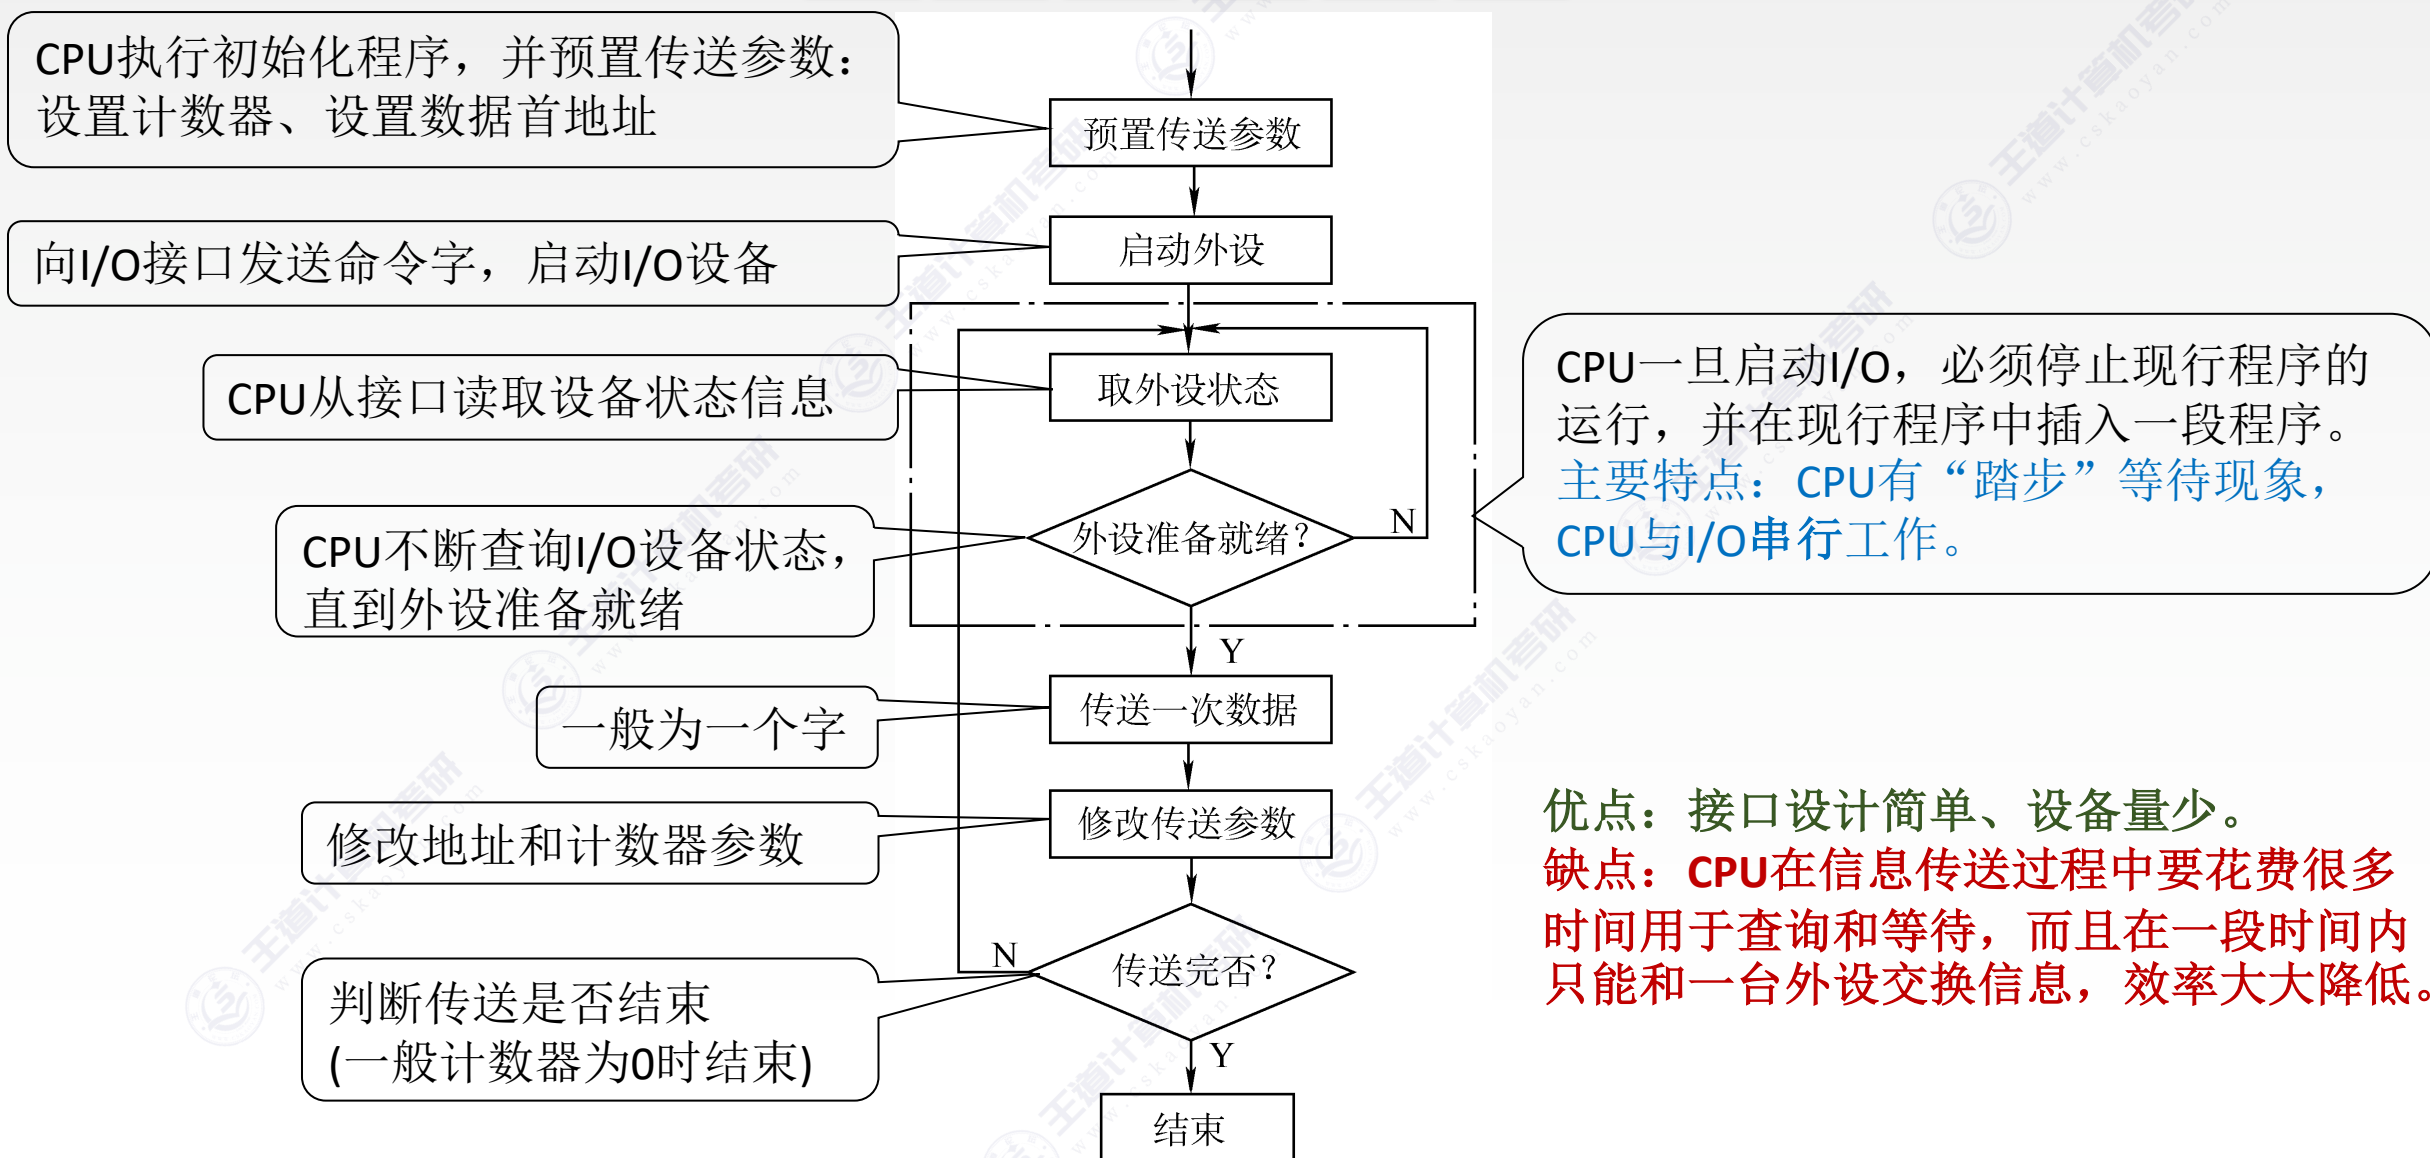 CPU执行初始化程序，并预置传送参数：
设置计数器、设置数据首地址
预置传送参数
向I/O接口发送命令字，启动I/O设备
启动外设
CPU从接口读取设备状态信息
取外设状态
CPU一旦启动I/O，必须停止现行程序的
运行，并在现行程序中插入一段程序。
主要特点：CPU有“踏步”等待现象，
CPU与I/O串行工作。
CPU不断查询I/O设备状态，
直到外设准备就绪
外设准备就绪？
N
Y
一般为一个字
传送一次数据
修改地址和计数器参数
修改传送参数
优点：接口设计简单、设备量少。
缺点：CPU在信息传送过程中要花费很多
时间用于查询和等待，而且在一段时间内
只能和一台外设交换信息，效率大大降低。
判断传送是否结束
(一般计数器为0时结束)
N
传送完否？
Y
结束
王道计算机考研
www.cskaoyan.com